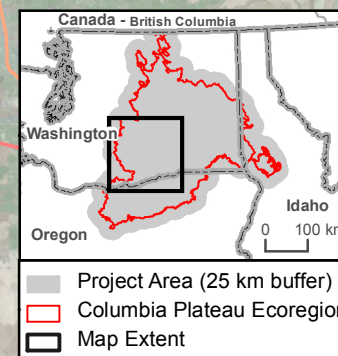 Canada - British Columbia
Washington
Idaho
Oregon
0 100 km
Project Area (25 km buffer)
Columbia Plateau Ecoregion
Map Extent